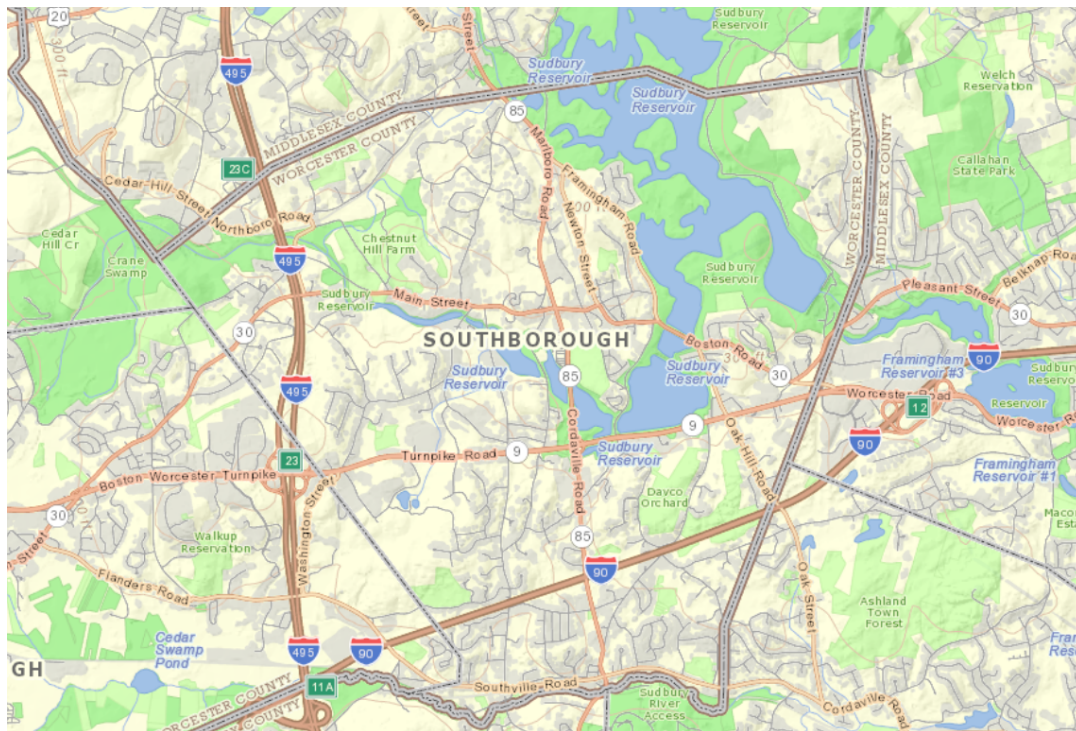 20
Street
Sudbury
Reservoir
300 ft
495
Sudbury
Reservoir
Sudbury
Reservoir
Welch
Reservation
85
MIDDLESEX COUNTY
WORCESTER COUNTY
Marlboro Road
23C
Callahan
State Park
Cedar Hill Street
Framingham Road
WORCESTER COUNTY
MIDDLESEX COUNTY
Northboro Road
Newton Street
Cedar
Hill Cr
Chestnut
Hill Farm
Crane
Swamp
495
Sudbury
Reservoir
Belknap Road
Pleasant Street
Sudbury
Reservoir
Main Street
30
30
SOUTHBOROUGH
Boston Road
90
Framingham
Reservoir #3
Sudbury
Reservoir
Sudbury
Reservoir
85
30
Sudbury
Reservoir
495
Worcester Road
12
Reservoir
Worcester R
Cordaville Road
9
Oak Hill Road
90
Turnpike Road
9
Sudbury
Reservoir
23
Boston Worcester Turnpike
Framingham
Reservoir #1
Washington Street
Davco
Orchard
30
Walkup
Reservation
85
Street
90
Flanders Road
Oak Street
Ashland
Town
Forest
Cedar
Swamp
Pond
495
90
GH
11A
Southville Road
Sudbury
River
Access
Cordaville Road
WORCESTER COUNTY
COUNTY